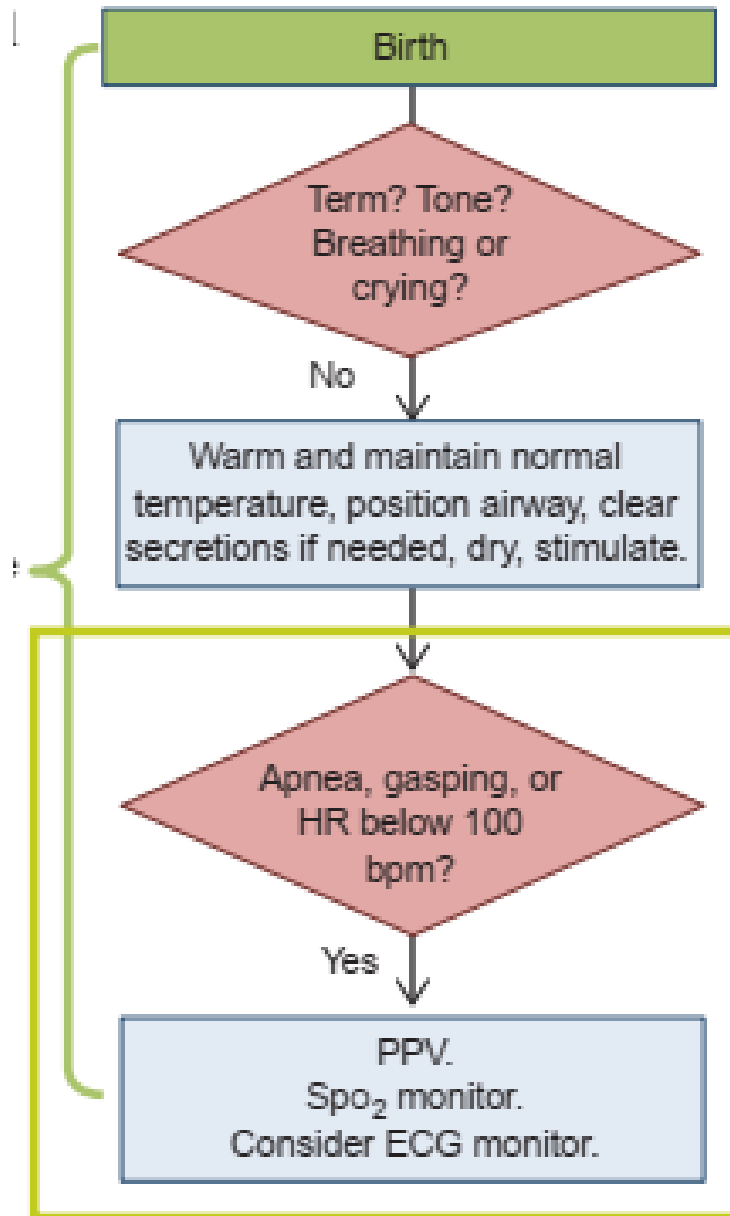 Birth
Term? Tone?
Breathing or
crying?
No
Warm and maintain normal
temperature, position airway, clear
secretions if needed, dry, stimulate.
Apnea, gasping, or
HR below 100
bpm?
Yes
PPV.
Spo₂ monitor.
Consider ECG monitor.